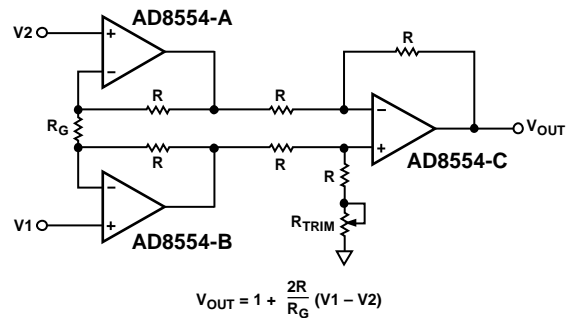 AD8554-A
V2
+
−
R
R
R
R_G
R
R
−
+
V_OUT
AD8554-C
R
−
+
V1
R_TRIM
AD8554-B
V_OUT = 1 + 2R/R_G (V1 – V2)